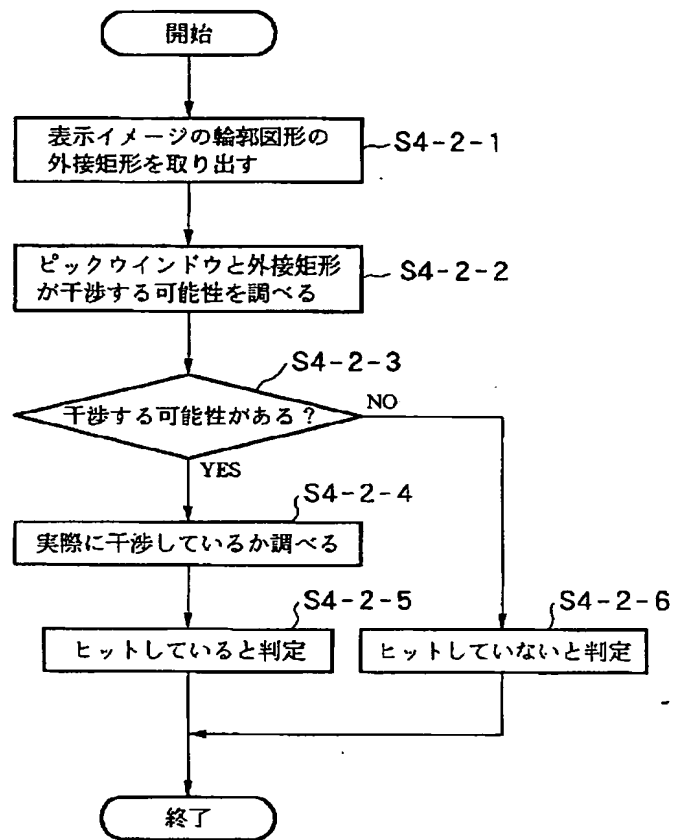 開始
表示イメージの輪郭図形の
外接矩形を取り出す
S4-2-1
ピックウインドウと外接矩形
が干渉する可能性を調べる
S4-2-2
S4-2-3
干渉する可能性がある?
NO
YES
S4-2-4
実際に干渉しているか調べる
S4-2-5
S4-2-6
ヒットしていると判定
ヒットしていないと判定
終了